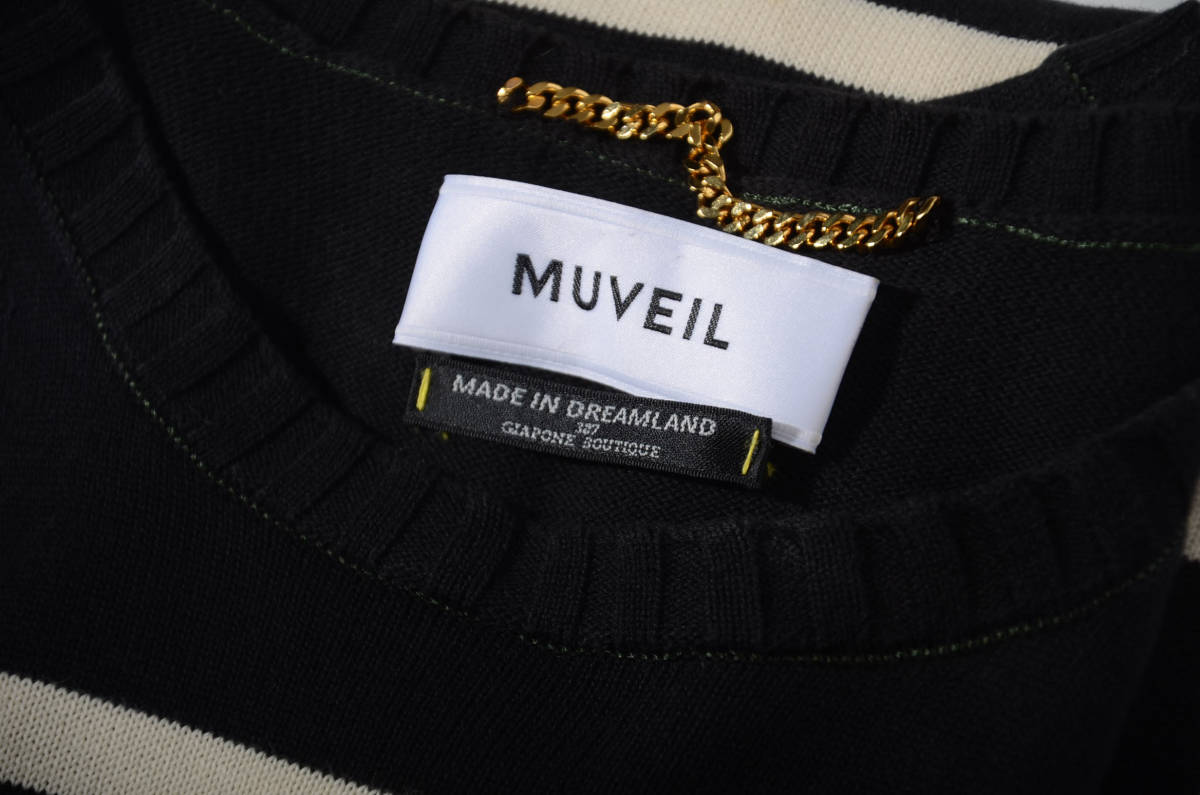 MUVEIL
MADE IN DREAMLAND
387
GIAPONE BOUTIQUE